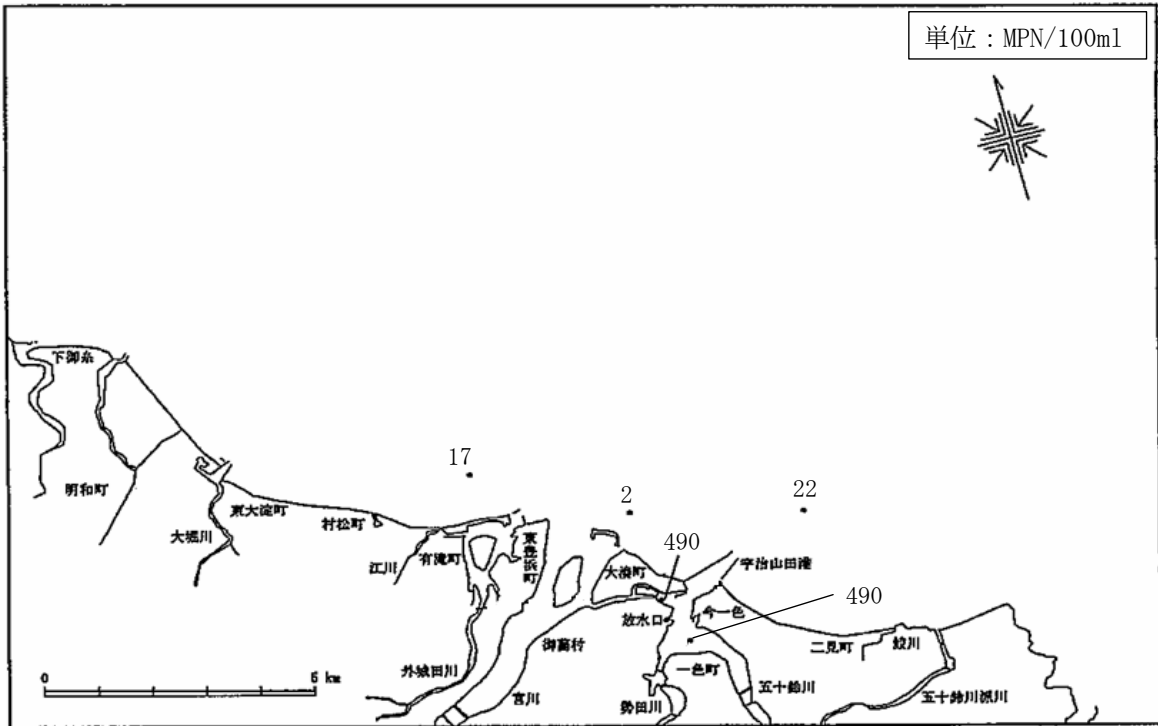 単位：MPN/100ml
下御糸
明和町
大堀川
東大淀町
村松町
17
2
22
江川
有滝町
東豊浜町
大湊町
490
宇治山田港
490
放水口
今一色
御薗村
二見町
鮫川
外城田川
宮川
一色町
勢田川
五十鈴川
五十鈴川派川
0
5 km